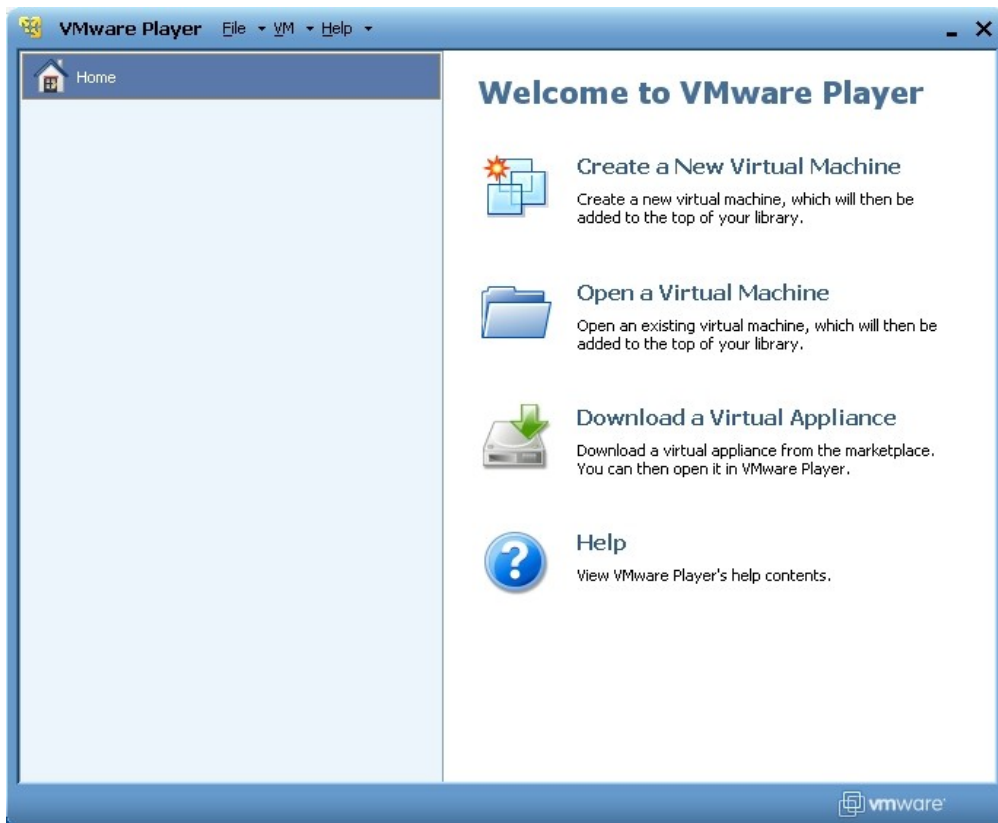 VMware Player File VM Help
Home
Welcome to VMware Player
Create a New Virtual Machine
Create a new virtual machine, which will then be
added to the top of your library.
Open a Virtual Machine
Open an existing virtual machine, which will then be
added to the top of your library.
Download a Virtual Appliance
Download a virtual appliance from the marketplace.
You can then open it in VMware Player.
Help
View VMware Player's help contents.
vmware